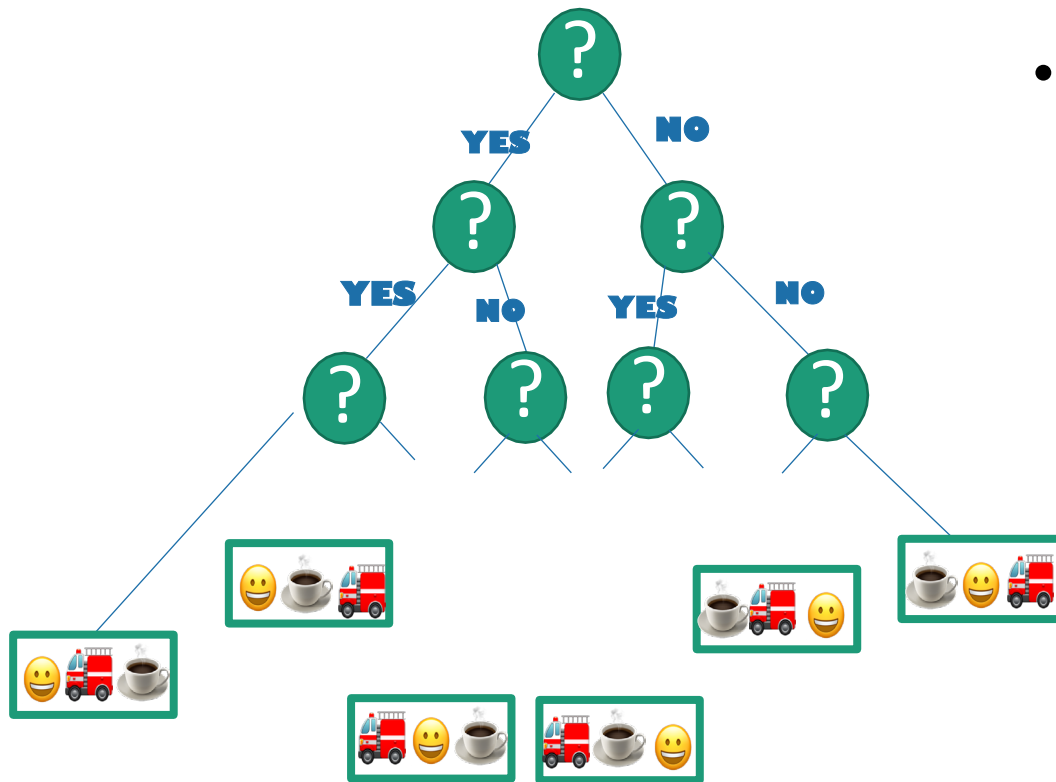 ?
•
YES NO
? ?
YES NO YES NO
? ? ? ?